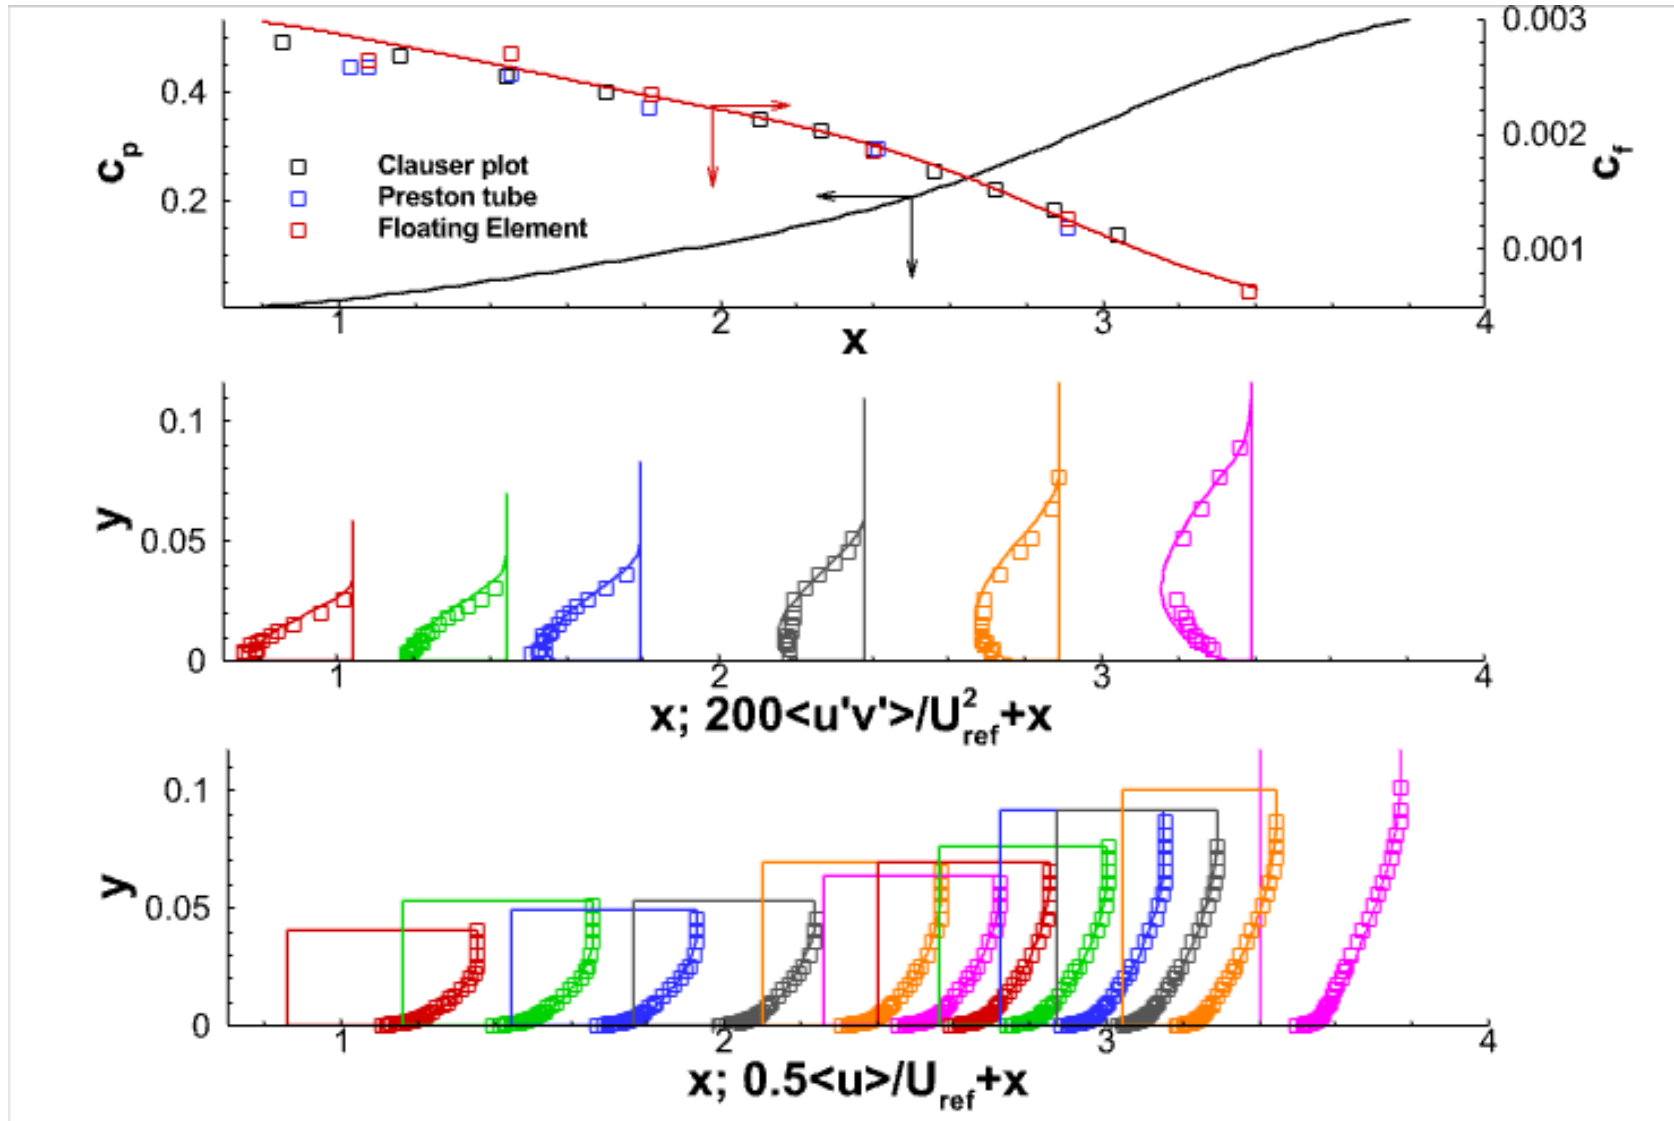 0.003
0.4
0.002
c_p
c_f
Clauser plot
Preston tube
Floating Element
0.2
0.001
1 2 3 4
x
0.1
y
0.05
0
1 2 3 4
x; 200<u'v'>/U²_ref+x
0.1
y
0.05
0
1 2 3 4
x; 0.5<u>/U_ref+x